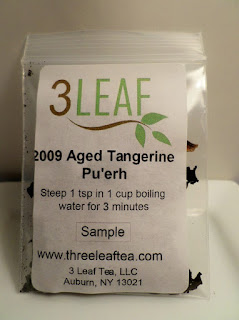 3LEAF
2009 Aged Tangerine
Pu'erh
Steep 1 tsp in 1 cup boiling
water for 3 minutes
Sample
www.threeleaftea.com
3 Leaf Tea, LLC
Auburn, NY 13021